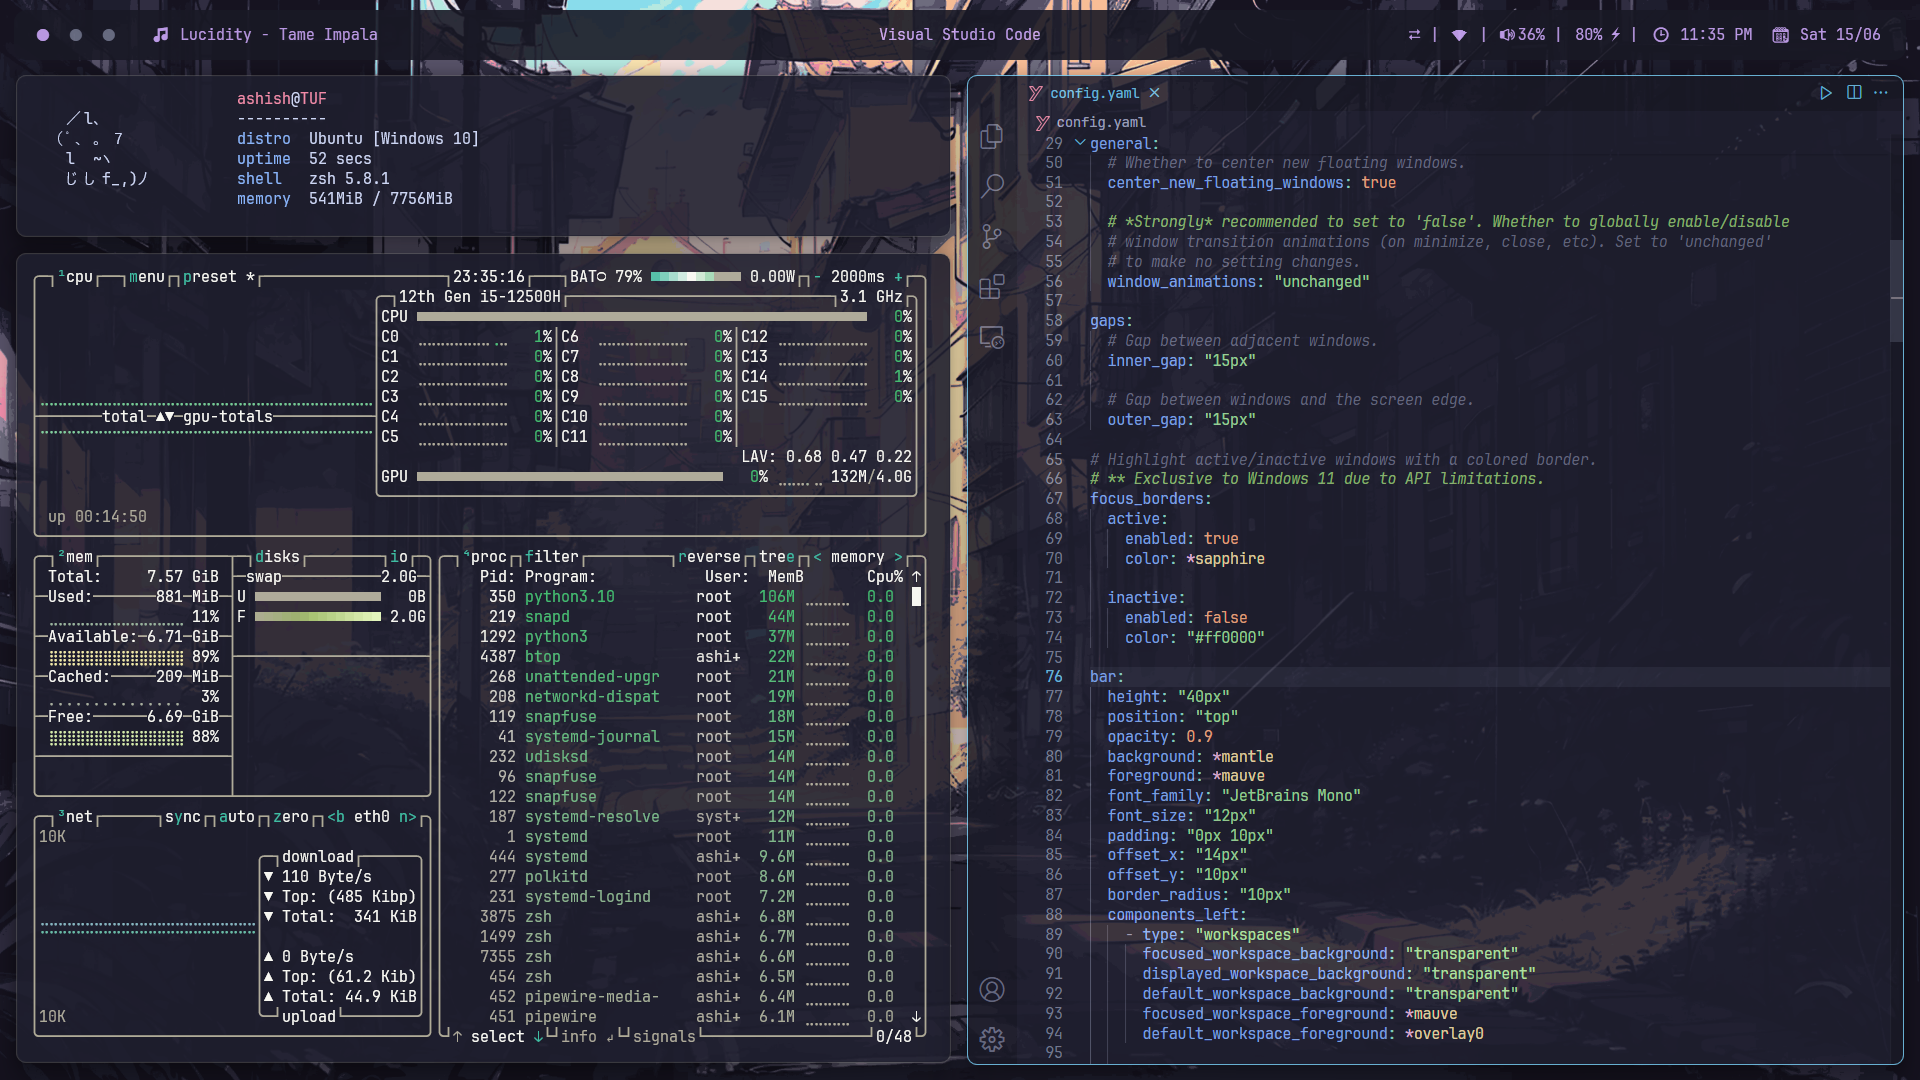 Lucidity - Tame Impala
Visual Studio Code
36% | 80% | 11:35 PM Sat 15/06
ashish@TUF
----------
distro Ubuntu [Windows 10]
uptime 52 secs
shell zsh 5.8.1
memory 541MiB / 7756MiB
／l、
（ﾟ､ 。 7
l ~ヽ
じしf_,)ノ
¹cpu menu preset * 23:35:16 BAT 79% 0.00W - 2000ms +
12th Gen i5-12500H 3.1 GHz
CPU 0%
C0 1% C6 0% C12 0%
C1 0% C7 0% C13 0%
C2 0% C8 0% C14 1%
C3 0% C9 0% C15 0%
total ▲▼ gpu-totals
C4 0% C10 0%
C5 0% C11 0%
LAV: 0.68 0.47 0.22
GPU 0% 132M/4.0G
up 00:14:50
²mem disks io
Total: 7.57 GiB
Used: 881 MiB
11%
Available: 6.71 GiB
89%
Cached: 209 MiB
3%
Free: 6.69 GiB
88%
swap 2.0G
U 0B
F 2.0G
³net sync auto zero <b eth0 n>
10K
download
▼ 110 Byte/s
▼ Top: (485 Kibp)
▼ Total: 341 KiB
▲ 0 Byte/s
▲ Top: (61.2 Kib)
▲ Total: 44.9 KiB
10K
upload
⁴proc filter reverse tree < memory >
Pid: Program: User: MemB Cpu% ↑
350 python3.10 root 106M 0.0
219 snapd root 44M 0.0
1292 python3 root 37M 0.0
4387 btop ashi+ 22M 0.0
268 unattended-upgr root 21M 0.0
208 networkd-dispat root 19M 0.0
119 snapfuse root 18M 0.0
41 systemd-journal root 15M 0.0
232 udisksd root 14M 0.0
96 snapfuse root 14M 0.0
122 snapfuse root 14M 0.0
187 systemd-resolve syst+ 12M 0.0
1 systemd root 11M 0.0
444 systemd ashi+ 9.6M 0.0
277 polkitd root 8.6M 0.0
231 systemd-logind root 7.2M 0.0
3875 zsh ashi+ 6.8M 0.0
1499 zsh ashi+ 6.7M 0.0
7355 zsh ashi+ 6.6M 0.0
454 zsh ashi+ 6.5M 0.0
452 pipewire-media- ashi+ 6.4M 0.0
451 pipewire ashi+ 6.1M 0.0 ↓
↑ select ↓ info ↲ signals 0/48
config.yaml ×
config.yaml
29 general:
50 # Whether to center new floating windows.
51 center_new_floating_windows: true
52
53 # *Strongly* recommended to set to 'false'. Whether to globally enable/disable
54 # window transition animations (on minimize, close, etc). Set to 'unchanged'
55 # to make no setting changes.
56 window_animations: "unchanged"
57
58 gaps:
59 # Gap between adjacent windows.
60 inner_gap: "15px"
61
62 # Gap between windows and the screen edge.
63 outer_gap: "15px"
64
65 # Highlight active/inactive windows with a colored border.
66 # ** Exclusive to Windows 11 due to API limitations.
67 focus_borders:
68 active:
69 enabled: true
70 color: *sapphire
71
72 inactive:
73 enabled: false
74 color: "#ff0000"
75
76 bar:
77 height: "40px"
78 position: "top"
79 opacity: 0.9
80 background: *mantle
81 foreground: *mauve
82 font_family: "JetBrains Mono"
83 font_size: "12px"
84 padding: "0px 10px"
85 offset_x: "14px"
86 offset_y: "10px"
87 border_radius: "10px"
88 components_left:
89 - type: "workspaces"
90 focused_workspace_background: "transparent"
91 displayed_workspace_background: "transparent"
92 default_workspace_background: "transparent"
93 focused_workspace_foreground: *mauve
94 default_workspace_foreground: *overlay0
95